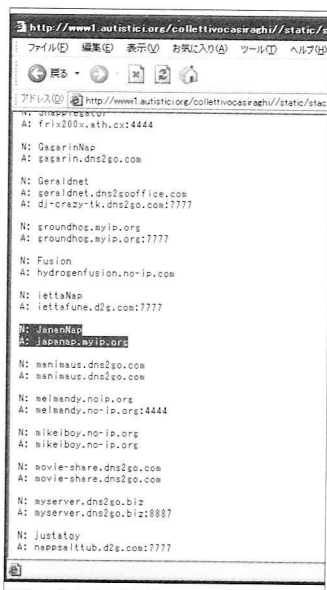 http://www1.autistici.org/collettivocasiraghi//static/s
ファイル(F) 編集(E) 表示(V) お気に入り(A) ツール(T) ヘルプ(H)
戻る
アドレス(D) http://www1.autistici.org/collettivocasiraghi//static/stac
A: frix200x.ath.cx:4444
N: GagarinNap
A: gagarin.dns2go.com
N: Geraldnet
A: geraldnet.dns2gooffice.com
A: dj-crazy-tk.dns2go.com:7777
N: groundhog.myip.org
A: groundhog.myip.org:7777
N: Fusion
A: hydrogenfusion.no-ip.com
N: iettaNap
A: iettafune.d2g.com:7777
N: JananNap
A: japanap.myip.org
N: manimaus.dns2go.com
A: manimaus.dns2go.com
N: melmandy.noip.org
A: melmandy.no-ip.org:4444
N: mikeiboy.no-ip.org
A: mikeiboy.no-ip.org
N: movie-share.dns2go.com
A: movie-share.dns2go.com
N: myserver.dns2go.biz
A: myserver.dns2go.biz:8887
N: justatoy
A: nappsalttub.d2g.com:7777